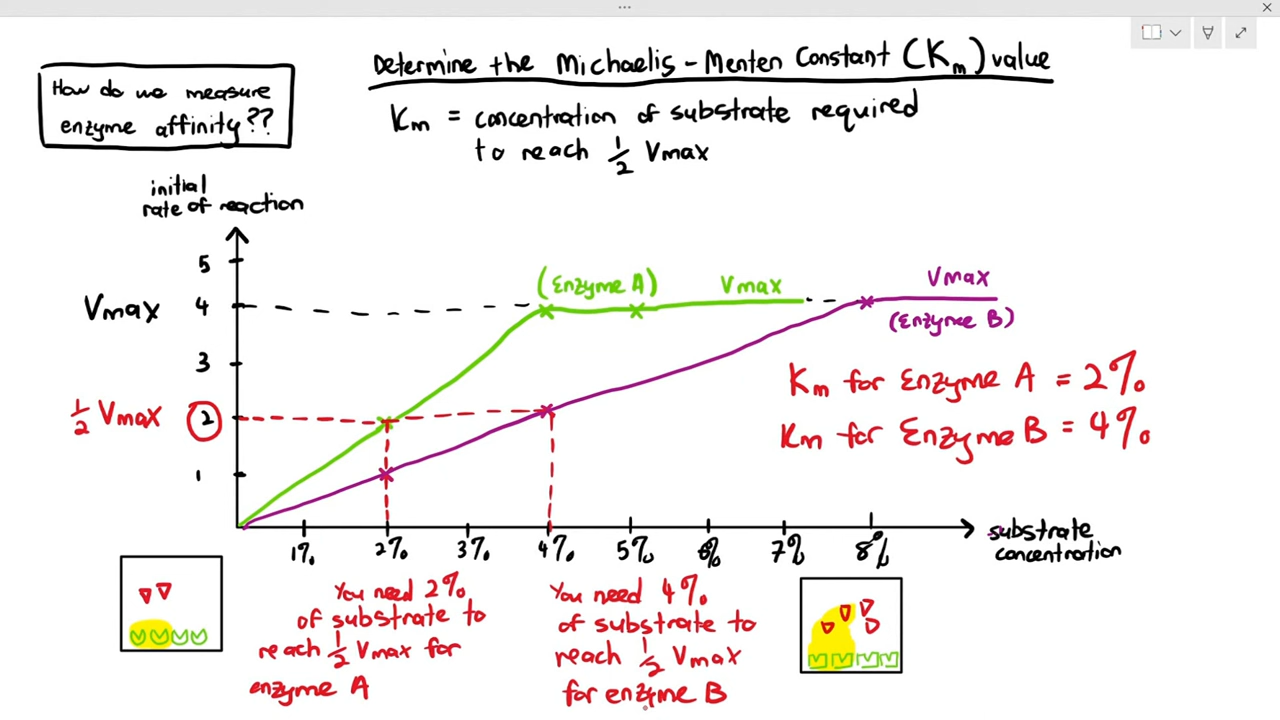 How do we measure
enzyme affinity??
Determine the Michaelis-Menten Constant (Km) value
Km = concentration of substrate required
to reach 1/2 Vmax
initial
rate of reaction
5
Vmax 4
3
1/2 Vmax 2
1
(Enzyme A)
Vmax
Vmax
(Enzyme B)
Km for Enzyme A = 2%
Km for Enzyme B = 4%
1% 2% 3% 4% 5% 6% 7% 8%
substrate
concentration
You need 2%
of substrate to
reach 1/2 Vmax for
enzyme A
You need 4%
of substrate to
reach 1/2 Vmax
for enzyme B